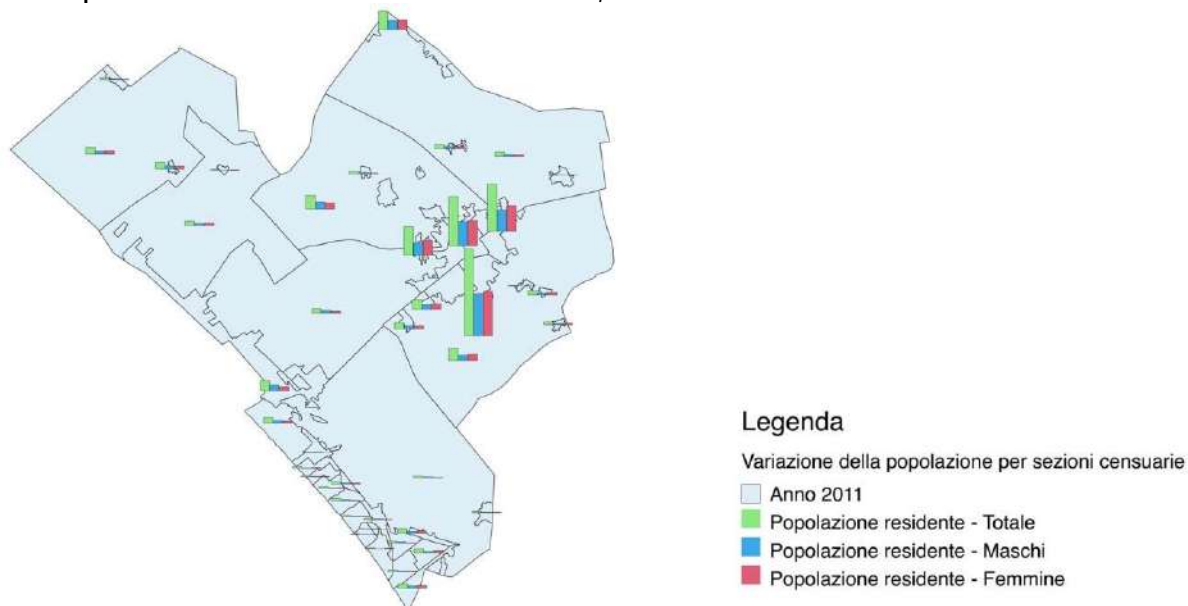 Legenda
Variazione della popolazione per sezioni censuarie
Anno 2011
Popolazione residente - Totale
Popolazione residente - Maschi
Popolazione residente - Femmine